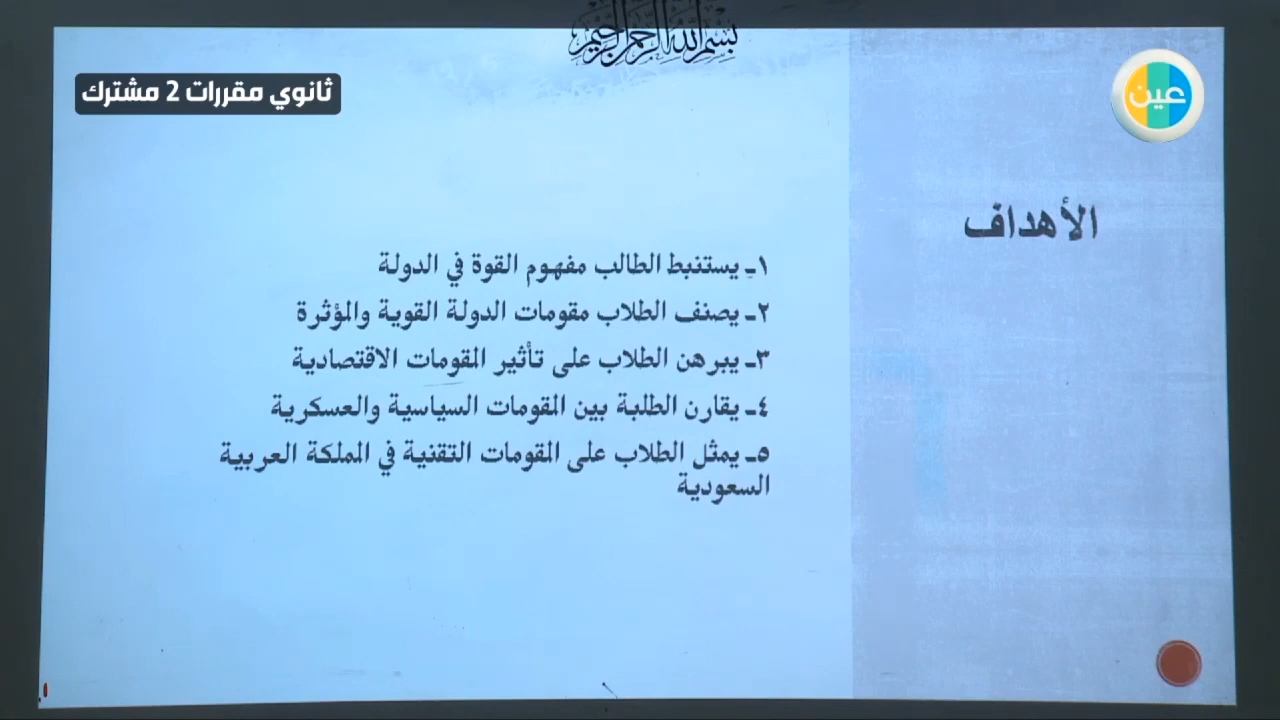 بسم الله الرحمن الرحيم
ثانوي مقررات 2 مشترك
عين
الأهداف
١ـ يستنبط الطالب مفهوم القوة في الدولة
٢ـ يصنف الطلاب مقومات الدولة القوية والمؤثرة
٣ـ يبرهن الطلاب على تأثير المقومات الاقتصادية
٤ـ يقارن الطلبة بين المقومات السياسية والعسكرية
٥ـ يمثل الطلاب على المقومات التقنية في المملكة العربية
السعودية